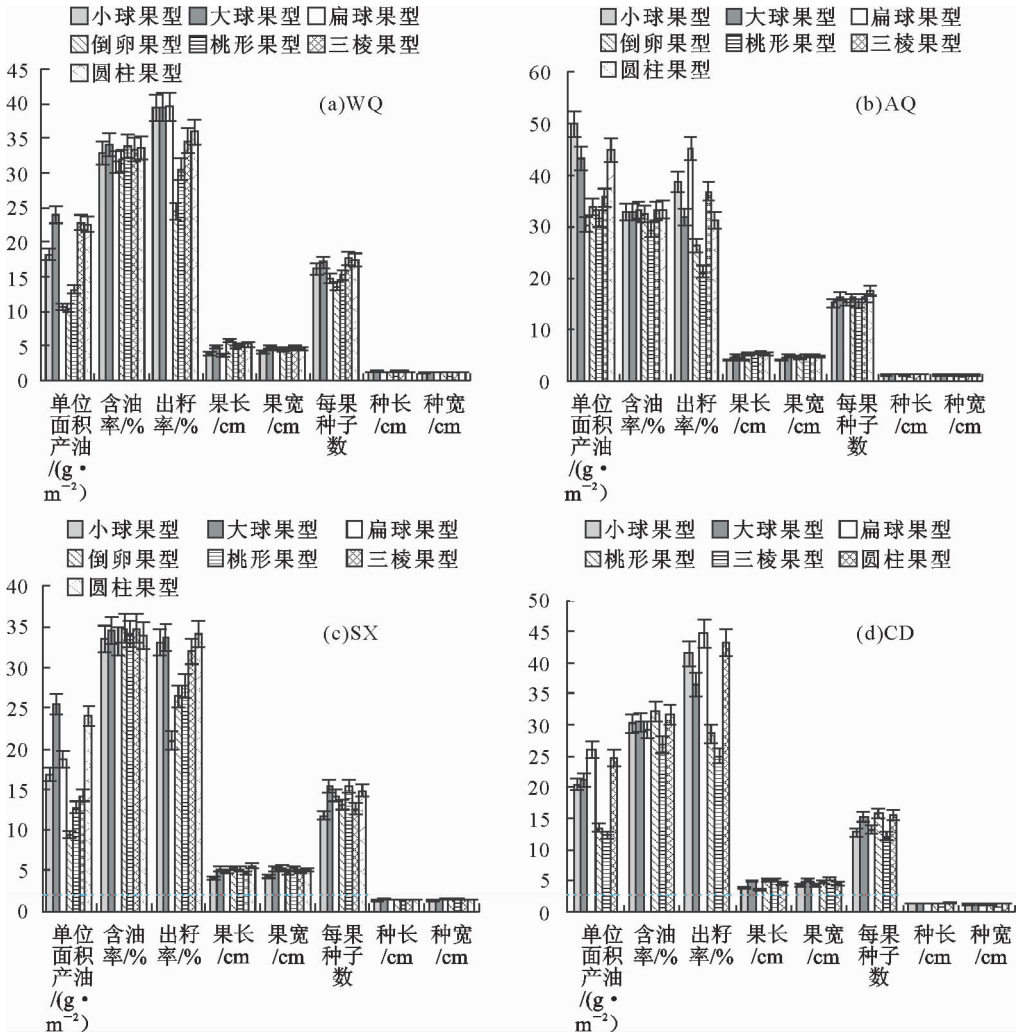 小球果型 大球果型 扁球果型
倒卵果型 桃形果型 三棱果型
圆柱果型
(a)WQ
45
40
35
30
25
20
15
10
5
0
单位面积产油/(g·m⁻²) 含油率/% 出籽率/% 果长/cm 果宽/cm 每果种子数 种长/cm 种宽/cm
小球果型 大球果型 扁球果型
倒卵果型 桃形果型 三棱果型
圆柱果型
(b)AQ
60
50
40
30
20
10
0
单位面积产油/(g·m⁻²) 含油率/% 出籽率/% 果长/cm 果宽/cm 每果种子数 种长/cm 种宽/cm
小球果型 大球果型 扁球果型
倒卵果型 桃形果型 三棱果型
圆柱果型
(c)SX
40
35
30
25
20
15
10
5
0
单位面积产油/(g·m⁻²) 含油率/% 出籽率/% 果长/cm 果宽/cm 每果种子数 种长/cm 种宽/cm
小球果型 大球果型 扁球果型
桃形果型 三棱果型 圆柱果型
(d)CD
50
45
40
35
30
25
20
15
10
5
0
单位面积产油/(g·m⁻²) 含油率/% 出籽率/% 果长/cm 果宽/cm 每果种子数 种长/cm 种宽/cm